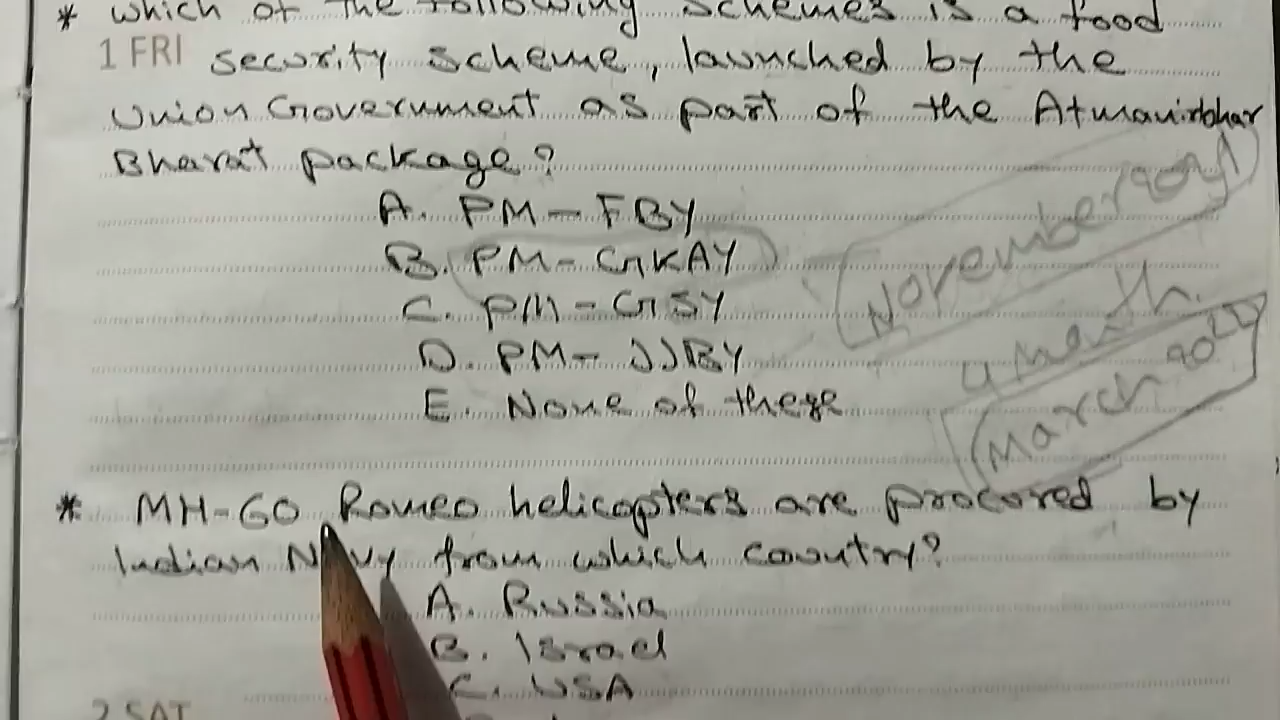 * which of the following schemes is a food
1 FRI security scheme, launched by the
Union Government as part of the Atmanirbhar
Bharat package?
A. PM-FBY
B. PM-GKAY
C. PM-GSY
D. PM-JJBY
E. None of these
November 2021
4 Month
March 2022
* MH-60 Romeo helicopters are procured by
Indian Navy from which country?
A. Russia
B. Israel
C. USA
2 SAT